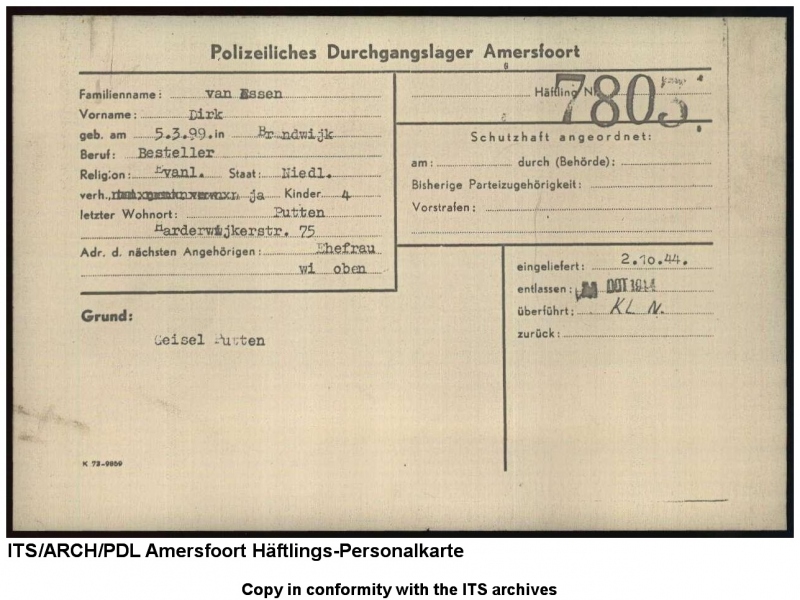 Polizeiliches Durchgangslager Amersfoort
Familienname: van Essen
Vorname: Dirk
geb. am 5.3.99. in Brandwijk
Beruf: Besteller
Religion: Evanl. Staat: Niedl.
verh., ja Kinder 4
letzter Wohnort: Putten
Harderwijkerstr. 75
Adr. d. nächsten Angehörigen: Ehefrau
wi oben
Häftling Nr. 7803
Schutzhaft angeordnet:
am: durch (Behörde):
Bisherige Parteizugehörigkeit:
Vorstrafen:
eingeliefert: 2.10.44.
entlassen: OCT 1944
überführt: KL N.
zurück:
Grund:
Geisel Putten
K 73-9859
ITS/ARCH/PDL Amersfoort Häftlings-Personalkarte
Copy in conformity with the ITS archives